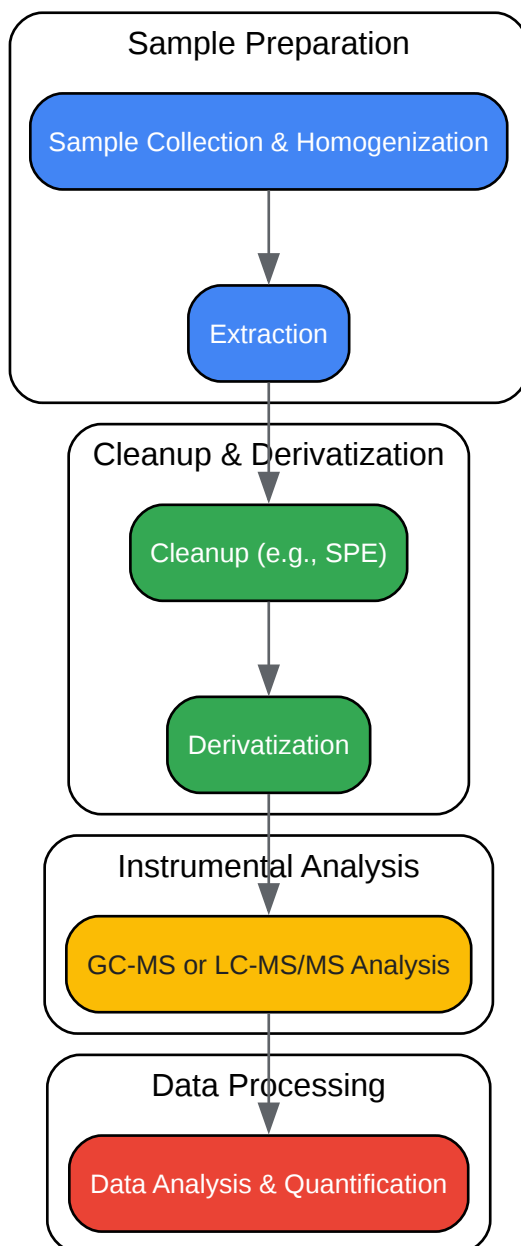 Sample Preparation
Sample Collection & Homogenization
Extraction
Cleanup & Derivatization
Cleanup (e.g., SPE)
Derivatization
Instrumental Analysis
GC-MS or LC-MS/MS Analysis
Data Processing
Data Analysis & Quantification